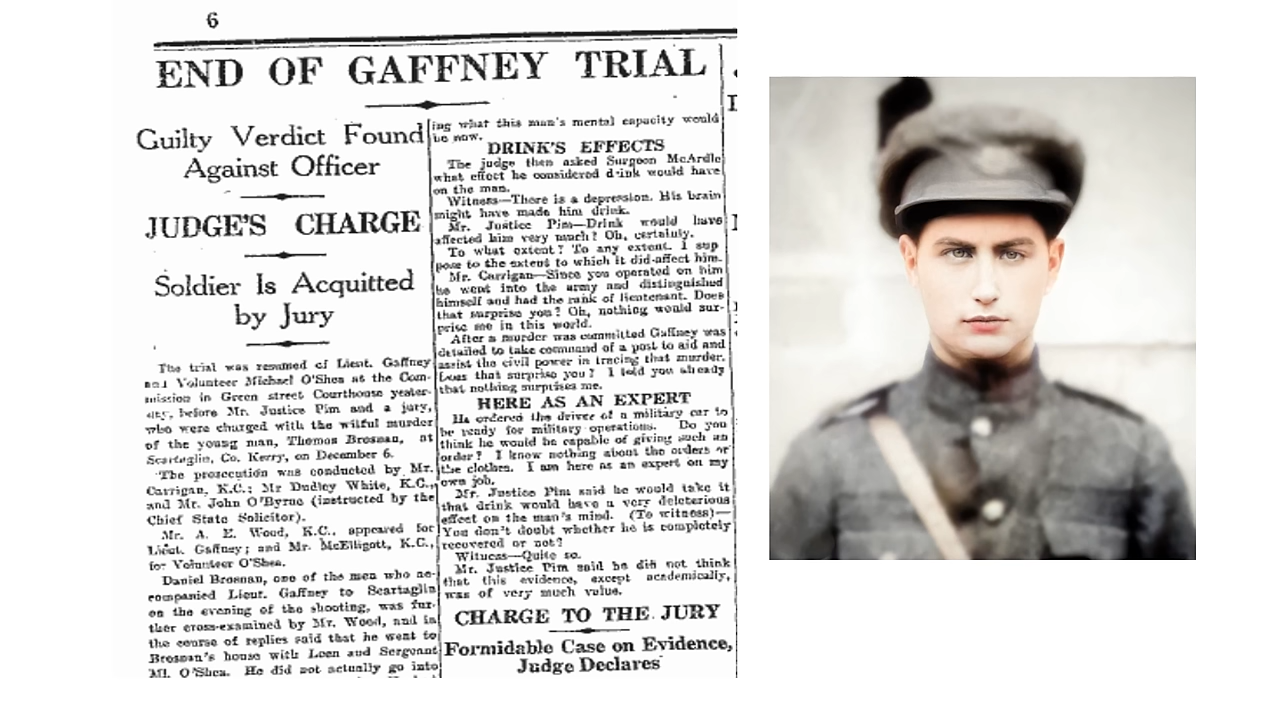 6
END OF GAFFNEY TRIAL
Guilty Verdict Found
Against Officer
JUDGE'S CHARGE
Soldier Is Acquitted
by Jury
The trial was resumed of Lieut. Gaffney
and Volunteer Michael O'Shea at the Com-
mission in Green street Courthouse yester-
day, before Mr. Justice Pim and a jury,
who were charged with the wilful murder
of the young man, Thomas Brosnan, at
Scartaglin, Co. Kerry, on December 6.
The prosecution was conducted by Mr.
Carrigan, K.C.; Mr Dudley White, K.C.,
and Mr. John O'Byrne (instructed by the
Chief State Solicitor).
Mr. A. E. Wood, K.C., appeared for
Lieut. Gaffney; and Mr. McElligott, K.C.,
for Volunteer O'Shea.
Daniel Brosnan, one of the men who ac-
companied Lieut. Gaffney to Scartaglin
on the evening of the shooting, was fur-
ther cross-examined by Mr. Wood, and in
the course of replies said that he went to
Brosnan's house with Leen and Sergeant
Ml. O'Shea. He did not actually go into
ing what this man's mental capacity would
be now.
DRINK'S EFFECTS
The judge then asked Surgeon McArdle
what effect he considered drink would have
on the man.
Witness—There is a depression. His brain
might have made him drink.
Mr. Justice Pim—Drink would have
affected him very much? Oh, certainly.
To what extent? To any extent. I sup
pose to the extent to which it did affect him.
Mr. Carrigan—Since you operated on him
he went into the army and distinguished
himself and had the rank of lieutenant. Does
that surprise you? Oh, nothing would sur-
prise me in this world.
After a murder was committed Gaffney was
detailed to take command of a post to aid and
assist the civil power in tracing that murder.
Does that surprise you? I told you already
that nothing surprises me.
HERE AS AN EXPERT
He ordered the driver of a military car to
be ready for military operations. Do you
think he would be capable of giving such an
order? I know nothing about the orders or
the clothes. I am here as an expert on my
own job.
Mr. Justice Pim said he would take it
that drink would have a very deleterious
effect on the man's mind. (To witness)—
You don't doubt whether he is completely
recovered or not?
Witness—Quite so.
Mr. Justice Pim said he did not think
that this evidence, except academically,
was of very much value.
CHARGE TO THE JURY
Formidable Case on Evidence,
Judge Declares